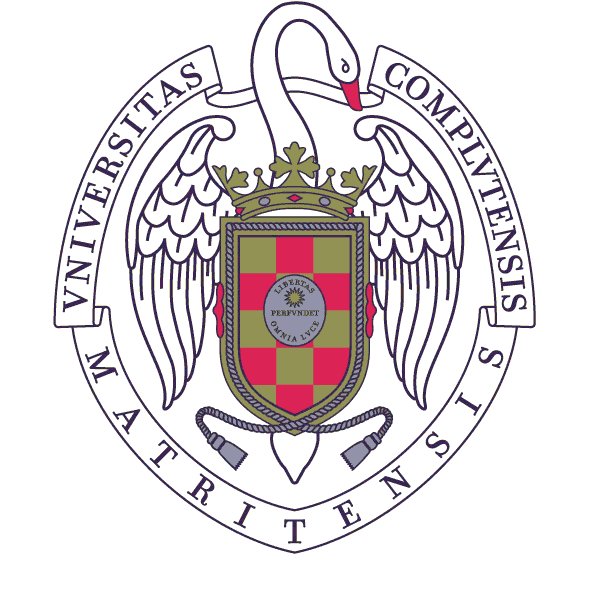 VNIVERSITAS
COMPLVTENSIS
MATRITENSIS
LIBERTAS
PERFVNDET
OMNIA LVCE